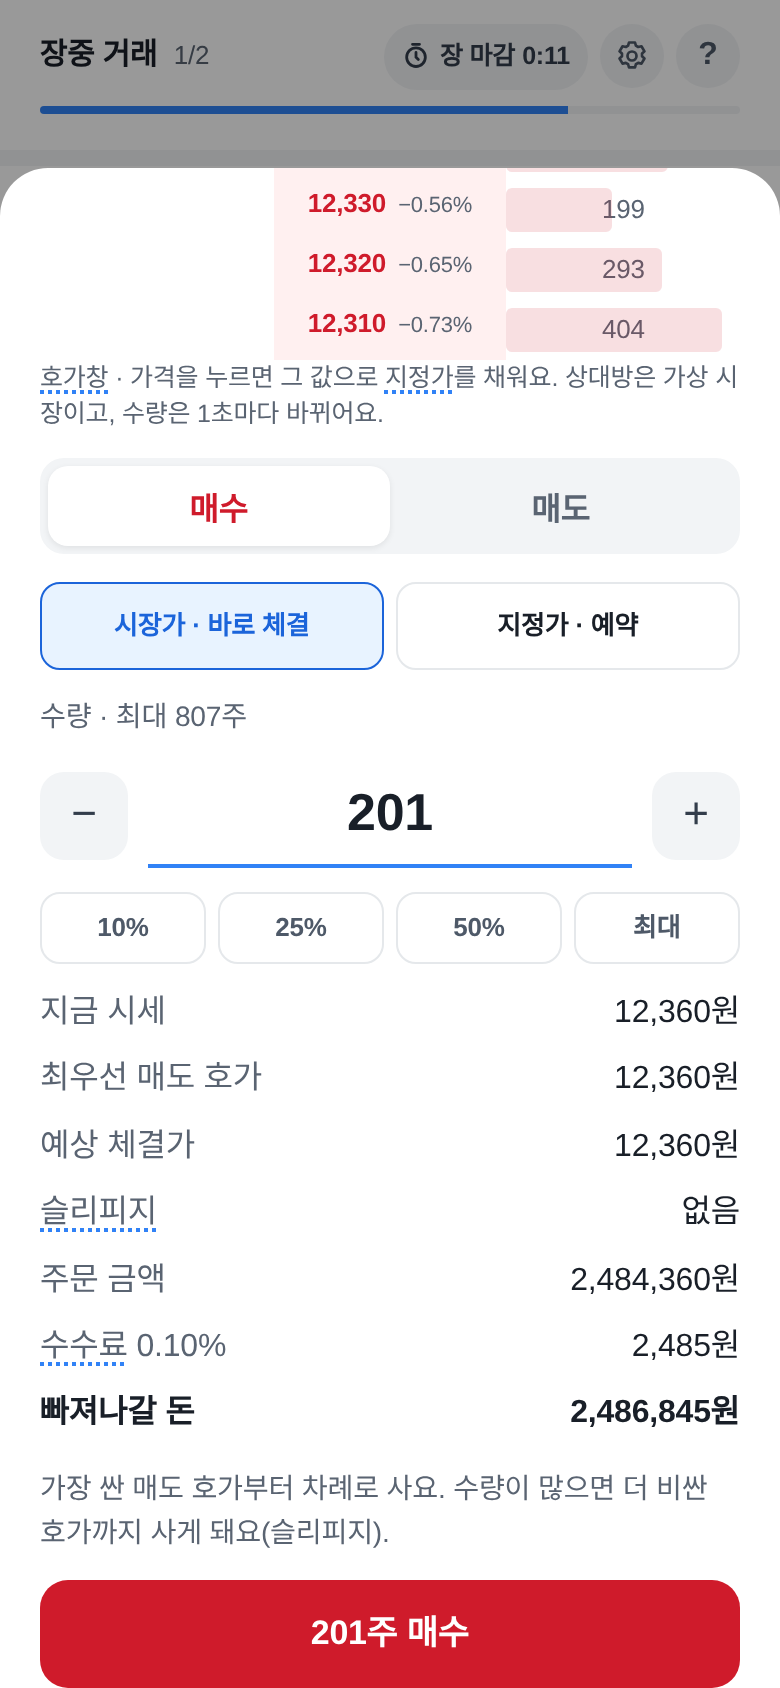 장중 거래 1/2 장 마감 0:11 ?
12,330 −0.56% 199
12,320 −0.65% 293
12,310 −0.73% 404
호가창 · 가격을 누르면 그 값으로 지정가를 채워요. 상대방은 가상 시
장이고, 수량은 1초마다 바뀌어요.
매수 매도
시장가 · 바로 체결 지정가 · 예약
수량 · 최대 807주
− 201 +
10% 25% 50% 최대
지금 시세 12,360원
최우선 매도 호가 12,360원
예상 체결가 12,360원
슬리피지 없음
주문 금액 2,484,360원
수수료 0.10% 2,485원
빠져나갈 돈 2,486,845원
가장 싼 매도 호가부터 차례로 사요. 수량이 많으면 더 비싼
호가까지 사게 돼요(슬리피지).
201주 매수